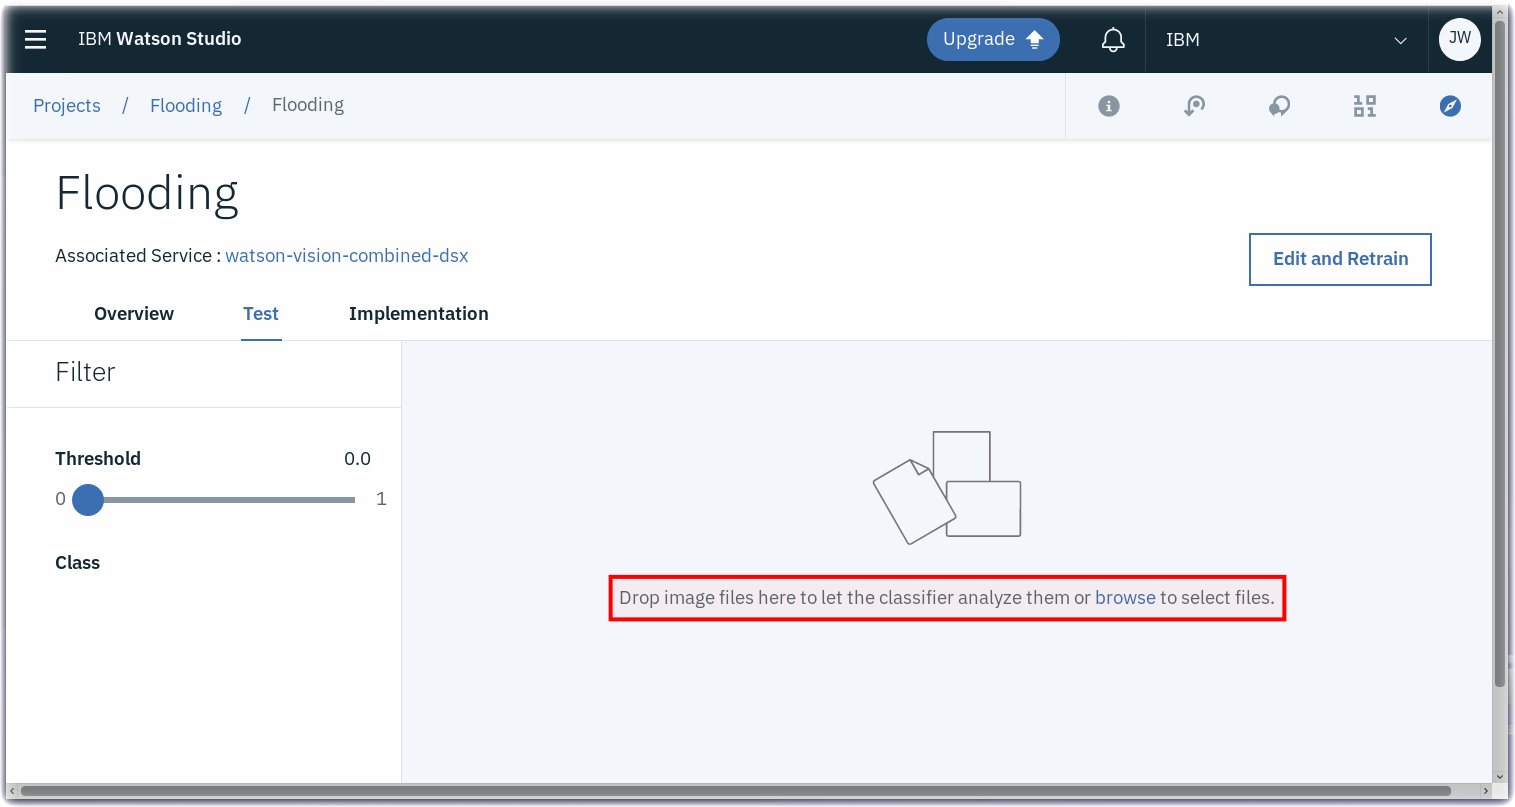 IBM Watson Studio
Upgrade
IBM
JW
Projects / Flooding / Flooding
Flooding
Associated Service : watson-vision-combined-dsx
Edit and Retrain
Overview
Test
Implementation
Filter
Threshold 0.0
0 1
Class
Drop image files here to let the classifier analyze them or browse to select files.